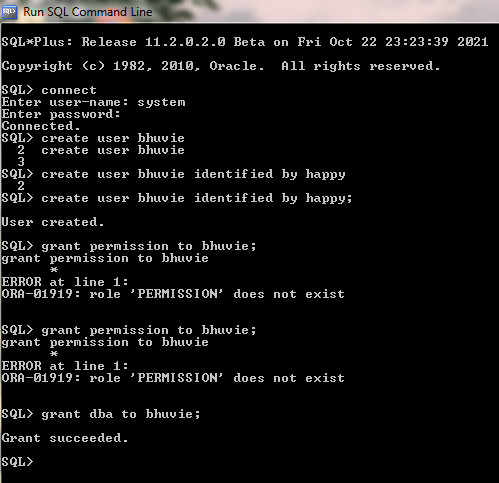 SQL> Run SQL Command Line
SQL*Plus: Release 11.2.0.2.0 Beta on Fri Oct 22 23:23:39 2021
Copyright (c) 1982, 2010, Oracle.  All rights reserved.
SQL> connect
Enter user-name: system
Enter password:
Connected.
SQL> create user bhuvie
  2  create user bhuvie
  3
SQL> create user bhuvie identified by happy
  2
SQL> create user bhuvie identified by happy;
User created.
SQL> grant permission to bhuvie;
grant permission to bhuvie
      *
ERROR at line 1:
ORA-01919: role 'PERMISSION' does not exist
SQL> grant permission to bhuvie;
grant permission to bhuvie
      *
ERROR at line 1:
ORA-01919: role 'PERMISSION' does not exist
SQL> grant dba to bhuvie;
Grant succeeded.
SQL>